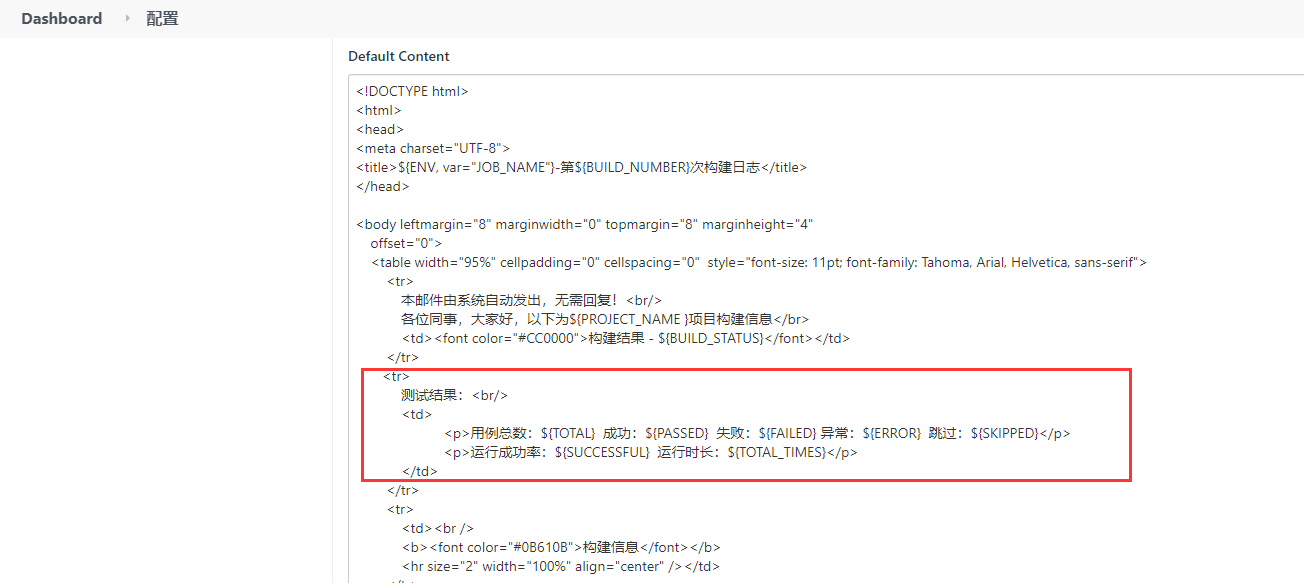 Dashboard › 配置
Default Content
<!DOCTYPE html>
<html>
<head>
<meta charset="UTF-8">
<title>${ENV, var="JOB_NAME"}-第${BUILD_NUMBER}次构建日志</title>
</head>
<body leftmargin="8" marginwidth="0" topmargin="8" marginheight="4"
offset="0">
<table width="95%" cellpadding="0" cellspacing="0"  style="font-size: 11pt; font-family: Tahoma, Arial, Helvetica, sans-serif">
<tr>
本邮件由系统自动发出，无需回复！<br/>
各位同事，大家好，以下为${PROJECT_NAME }项目构建信息</br>
<td><font color="#CC0000">构建结果 - ${BUILD_STATUS}</font></td>
</tr>
<tr>
测试结果：<br/>
<td>
<p>用例总数：${TOTAL}  成功：${PASSED}  失败：${FAILED} 异常：${ERROR}  跳过：${SKIPPED}</p>
<p>运行成功率：${SUCCESSFUL}  运行时长：${TOTAL_TIMES}</p>
</td>
</tr>
<tr>
<td><br />
<b><font color="#0B610B">构建信息</font></b>
<hr size="2" width="100%" align="center" /></td>